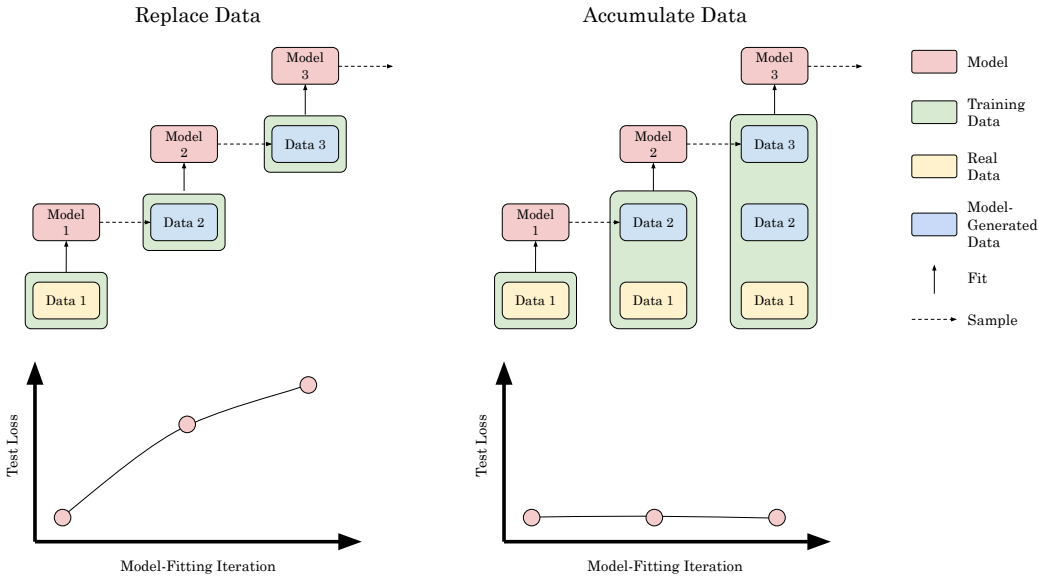 Replace Data
Model
3
Model
2
Data 3
Model
1
Data 2
Data 1
Test Loss
Model-Fitting Iteration
Accumulate Data
Model
3
Model
2
Data 3
Model
1
Data 2
Data 2
Data 1
Data 1
Data 1
Test Loss
Model-Fitting Iteration
Model
Training
Data
Real
Data
Model-
Generated
Data
Fit
Sample